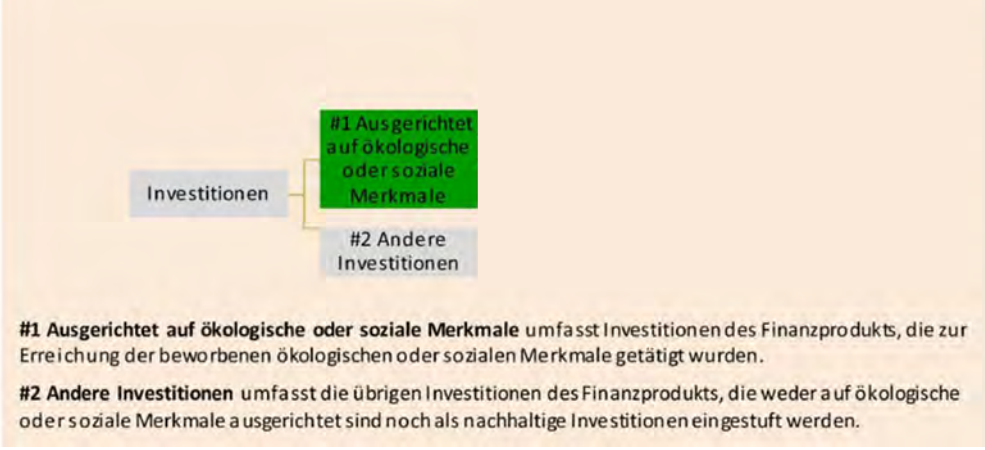 #1 Ausgerichtet
auf ökologische
oder soziale
Merkmale
Investitionen
#2 Andere
Investitionen
#1 Ausgerichtet auf ökologische oder soziale Merkmale umfasst Investitionen des Finanzprodukts, die zur
Erreichung der beworbenen ökologischen oder sozialen Merkmale getätigt wurden.
#2 Andere Investitionen umfasst die übrigen Investitionen des Finanzprodukts, die weder auf ökologische
oder soziale Merkmale ausgerichtet sind noch als nachhaltige Investitionen eingestuft werden.